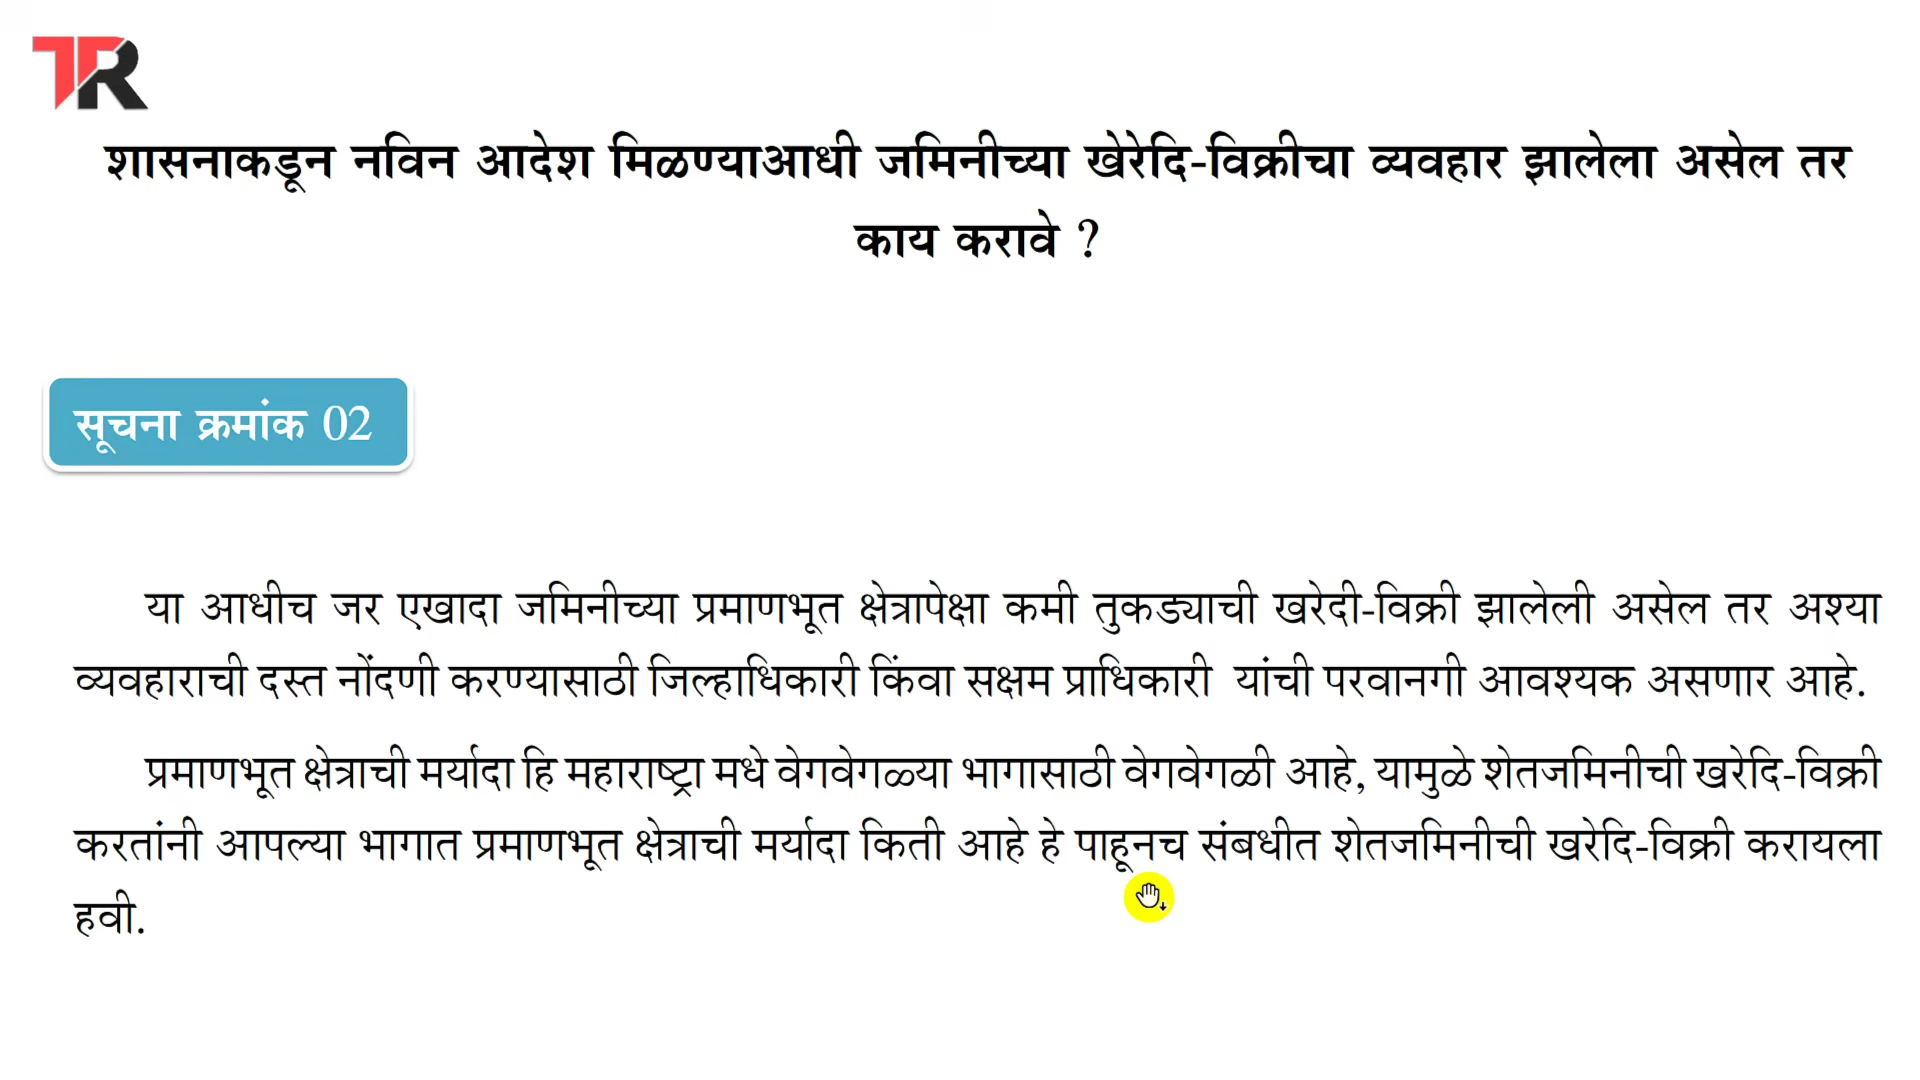 TR
शासनाकडून नविन आदेश मिळण्याआधी जमिनीच्या खेरेदि-विक्रीचा व्यवहार झालेला असेल तर
काय करावे ?
सूचना क्रमांक 02
या आधीच जर एखादा जमिनीच्या प्रमाणभूत क्षेत्रापेक्षा कमी तुकड्याची खरेदी-विक्री झालेली असेल तर अश्या
व्यवहाराची दस्त नोंदणी करण्यासाठी जिल्हाधिकारी किंवा सक्षम प्राधिकारी यांची परवानगी आवश्यक असणार आहे.
प्रमाणभूत क्षेत्राची मर्यादा हि महाराष्ट्रा मधे वेगवेगळ्या भागासाठी वेगवेगळी आहे, यामुळे शेतजमिनीची खरेदि-विक्री
करतांनी आपल्या भागात प्रमाणभूत क्षेत्राची मर्यादा किती आहे हे पाहूनच संबधीत शेतजमिनीची खरेदि-विक्री करायला
हवी.